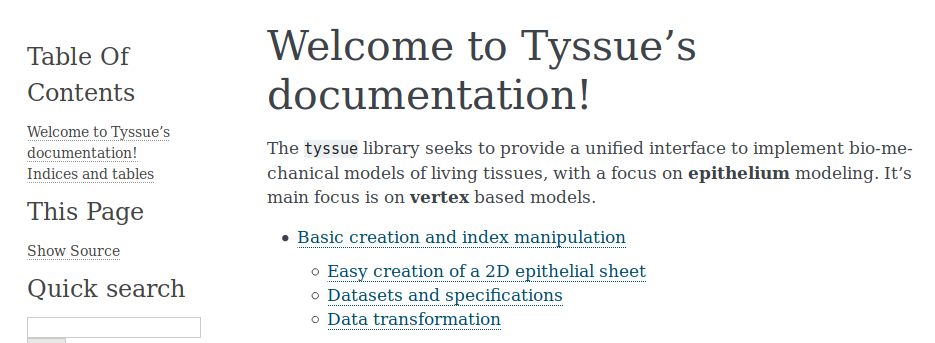 Table Of
Contents
Welcome to Tyssue’s
documentation!
Indices and tables
This Page
Show Source
Quick search
Welcome to Tyssue’s
documentation!
The tyssue library seeks to provide a unified interface to implement bio-me-
chanical models of living tissues, with a focus on epithelium modeling. It’s
main focus is on vertex based models.
• Basic creation and index manipulation
◦ Easy creation of a 2D epithelial sheet
◦ Datasets and specifications
◦ Data transformation